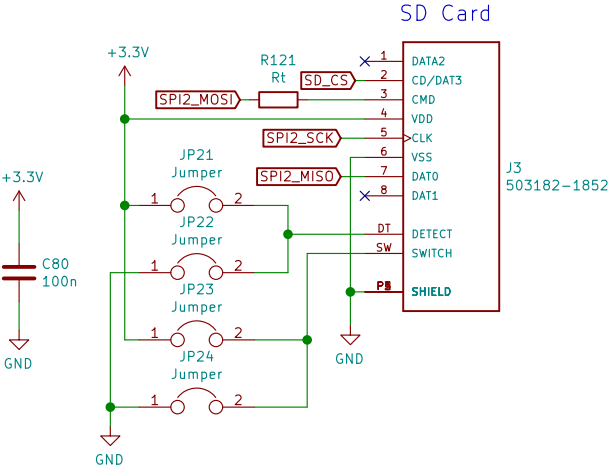 SD Card
+3.3V
R121
Rt
SD_CS
SPI2_MOSI
SPI2_SCK
SPI2_MISO
1 DATA2
2 CD/DAT3
3 CMD
4 VDD
5 CLK
6 VSS
7 DAT0
8 DAT1
DT DETECT
SW SWITCH
SHIELD
J3
503182-1852
JP21
Jumper
1 2
JP22
Jumper
1 2
JP23
Jumper
1 2
JP24
Jumper
1 2
+3.3V
C80
100n
GND
GND
GND